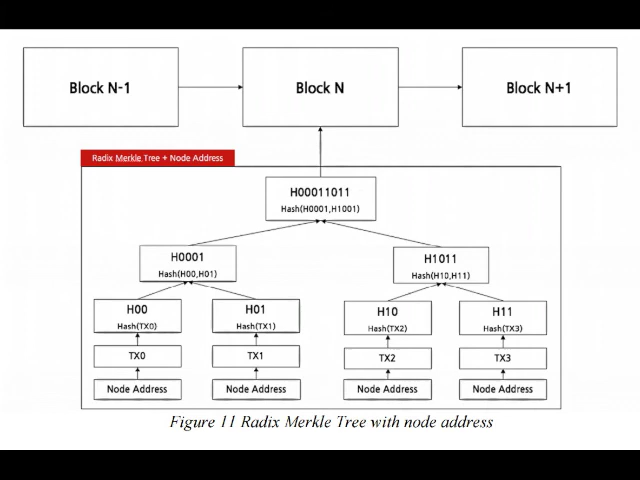 Block N-1
Block N
Block N+1
Radix Merkle Tree + Node Address
H00011011
Hash(H0001,H1001)
H0001
Hash(H00,H01)
H1011
Hash(H10,H11)
H00
Hash(TX0)
H01
Hash(TX1)
H10
Hash(TX2)
H11
Hash(TX3)
TX0
TX1
TX2
TX3
Node Address
Node Address
Node Address
Node Address
Figure 11 Radix Merkle Tree with node address